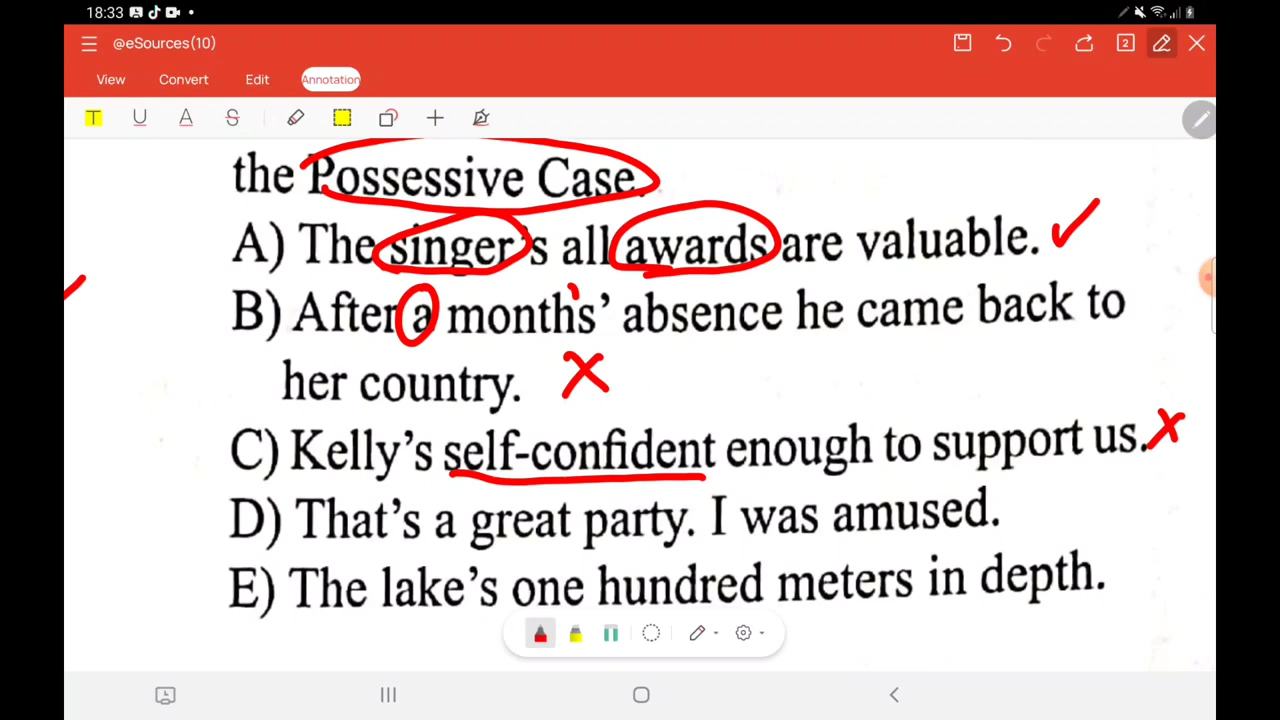 18:33
@eSources(10)
2
View Convert Edit Annotation
T U A S
the Possessive Case.
A) The singer's all awards are valuable.
B) After a months' absence he came back to
her country.
C) Kelly's self-confident enough to support us.
D) That's a great party. I was amused.
E) The lake's one hundred meters in depth.